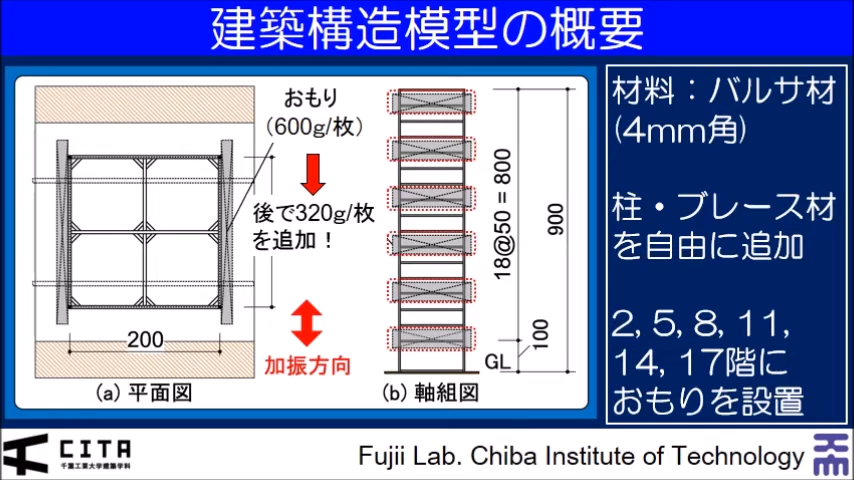 建築構造模型の概要
おもり
(600g/枚)
後で320g/枚
を追加！
加振方向
200
(a) 平面図
18@50 = 800
900
100
GL
(b) 軸組図
材料：バルサ材
(4mm角)
柱・ブレース材
を自由に追加
2, 5, 8, 11,
14, 17階に
おもりを設置
CITA
千葉工業大学建築学科
Fujii Lab. Chiba Institute of Technology